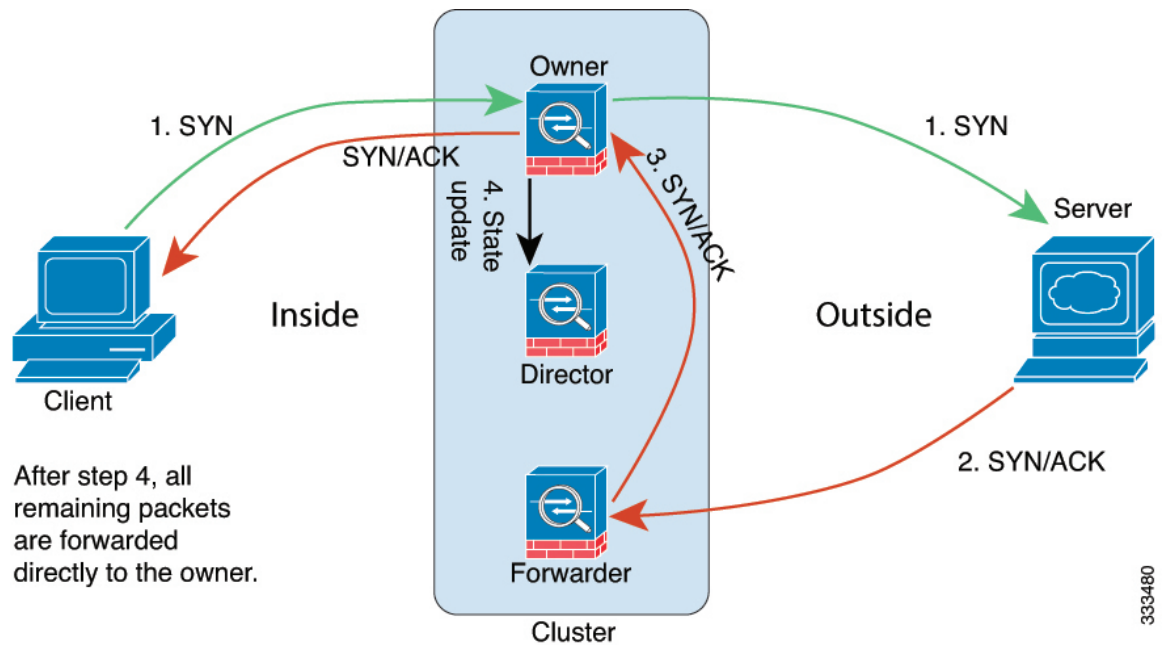 Owner
1. SYN
1. SYN
SYN/ACK
3. SYN/ACK
4. State
update
Server
Inside
Outside
Director
Client
2. SYN/ACK
After step 4, all
remaining packets
are forwarded
directly to the owner.
Forwarder
Cluster
333480